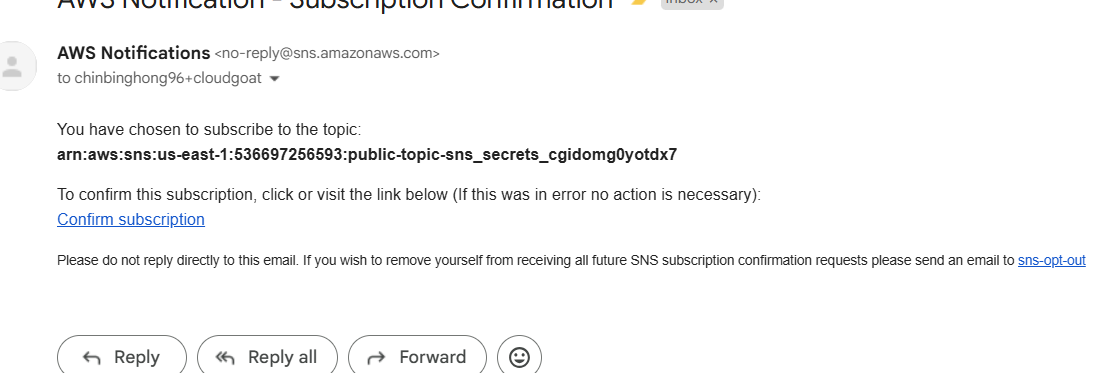 AWS Notification - Subscription Confirmation Inbox ×
AWS Notifications <no-reply@sns.amazonaws.com>
to chinbinghong96+cloudgoat
You have chosen to subscribe to the topic:
arn:aws:sns:us-east-1:536697256593:public-topic-sns_secrets_cgidomg0yotdx7
To confirm this subscription, click or visit the link below (If this was in error no action is necessary):
Confirm subscription
Please do not reply directly to this email. If you wish to remove yourself from receiving all future SNS subscription confirmation requests please send an email to sns-opt-out
Reply Reply all Forward